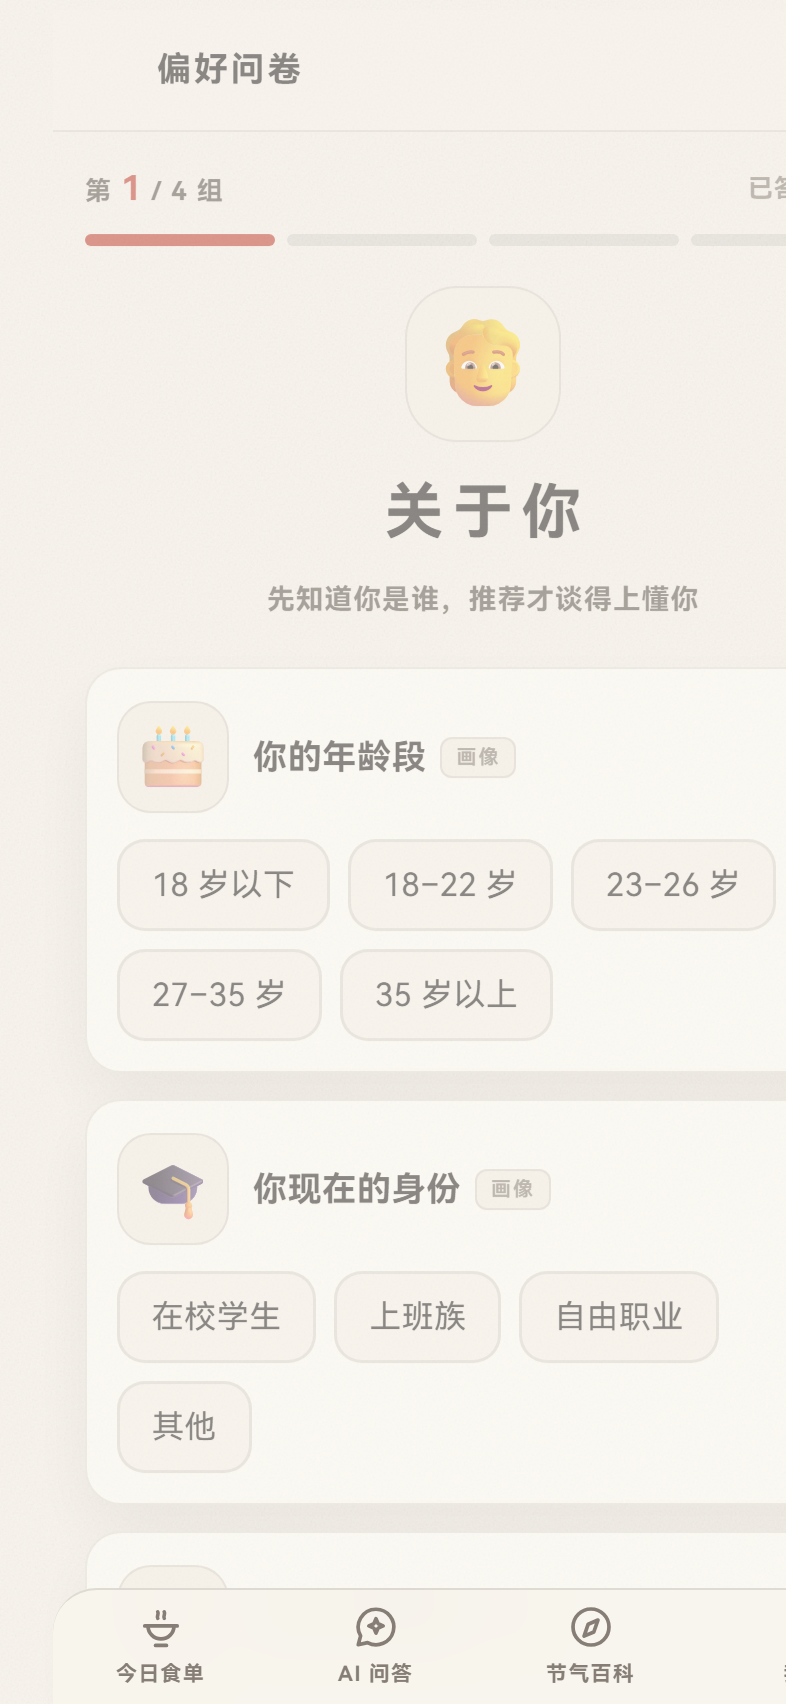 偏好问卷
第 1 / 4 组
已
关于你
先知道你是谁，推荐才谈得上懂你
你的年龄段 画像
18 岁以下 18–22 岁 23–26 岁
27–35 岁 35 岁以上
你现在的身份 画像
在校学生 上班族 自由职业
其他
今日食单 AI 问答 节气百科